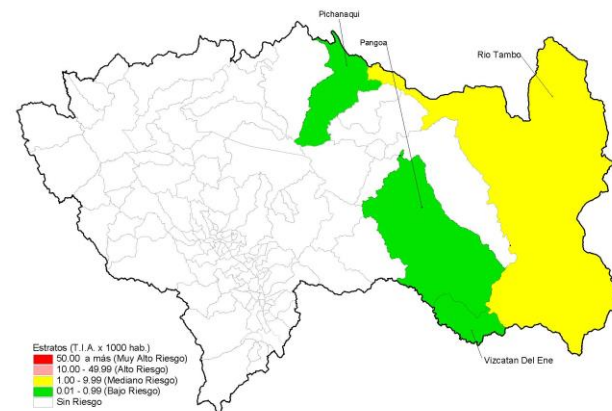 Pichanaqui
Pangoa
Rio Tambo
Estratos (T.I.A. x 1000 hab.)
50.00 a más (Muy Alto Riesgo)
10.00 - 49.99 (Alto Riesgo)
1.00 - 9.99 (Mediano Riesgo)
0.01 - 0.99 (Bajo Riesgo)
Sin Riesgo
Vizcatan Del Ene